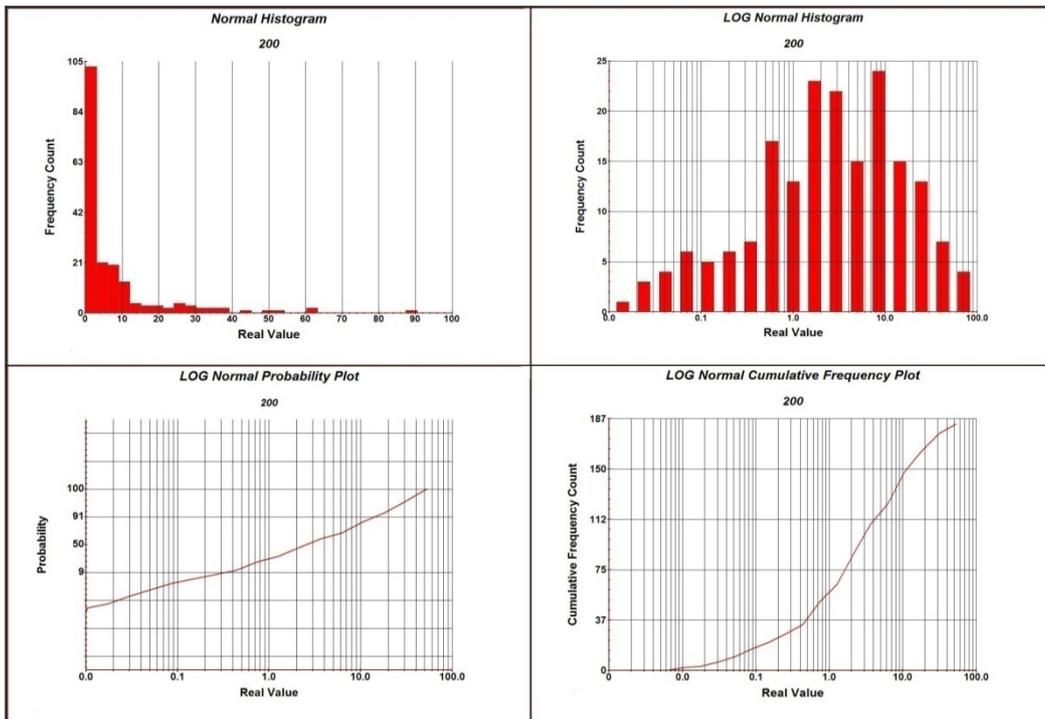 Normal Histogram
200
Frequency Count
105
84
63
42
21
0
0 10 20 30 40 50 60 70 80 90 100
Real Value
LOG Normal Histogram
200
Frequency Count
25
20
15
10
5
0
0.0 0.1 1.0 10.0 100.0
Real Value
LOG Normal Probability Plot
200
Probability
100
91
50
9
0.0 0.1 1.0 10.0 100.0
Real Value
LOG Normal Cumulative Frequency Plot
200
Cumulative Frequency Count
187
150
112
75
37
0
0 0.0 0.1 1.0 10.0 100.0
Real Value